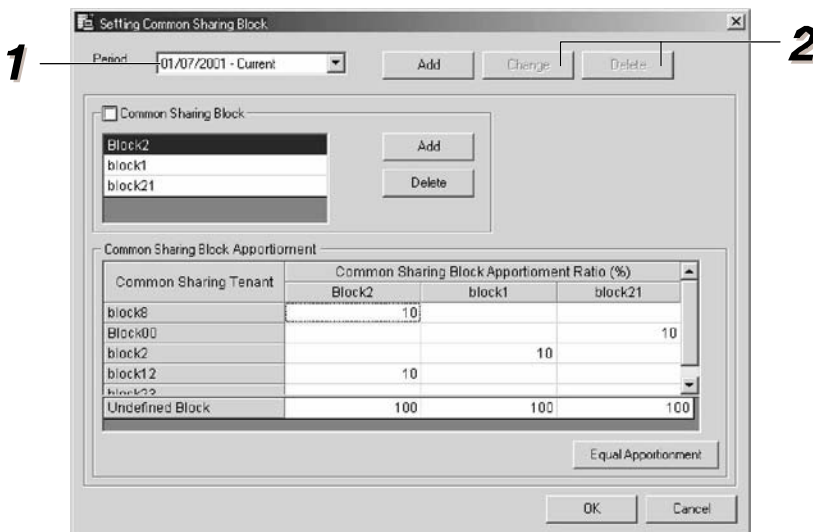 Setting Common Sharing Block
1
Period
01/07/2001 - Current
Add
Change
Delete
2
Common Sharing Block
Block2
block1
block21
Add
Delete
Common Sharing Block Apportionment
Common Sharing Tenant
Common Sharing Block Apportioment Ratio (%)
Block2 block1 block21
block8 10
Block00 10
block2 10
block12 10
block22
Undefined Block 100 100 100
Equal Apportionment
OK
Cancel